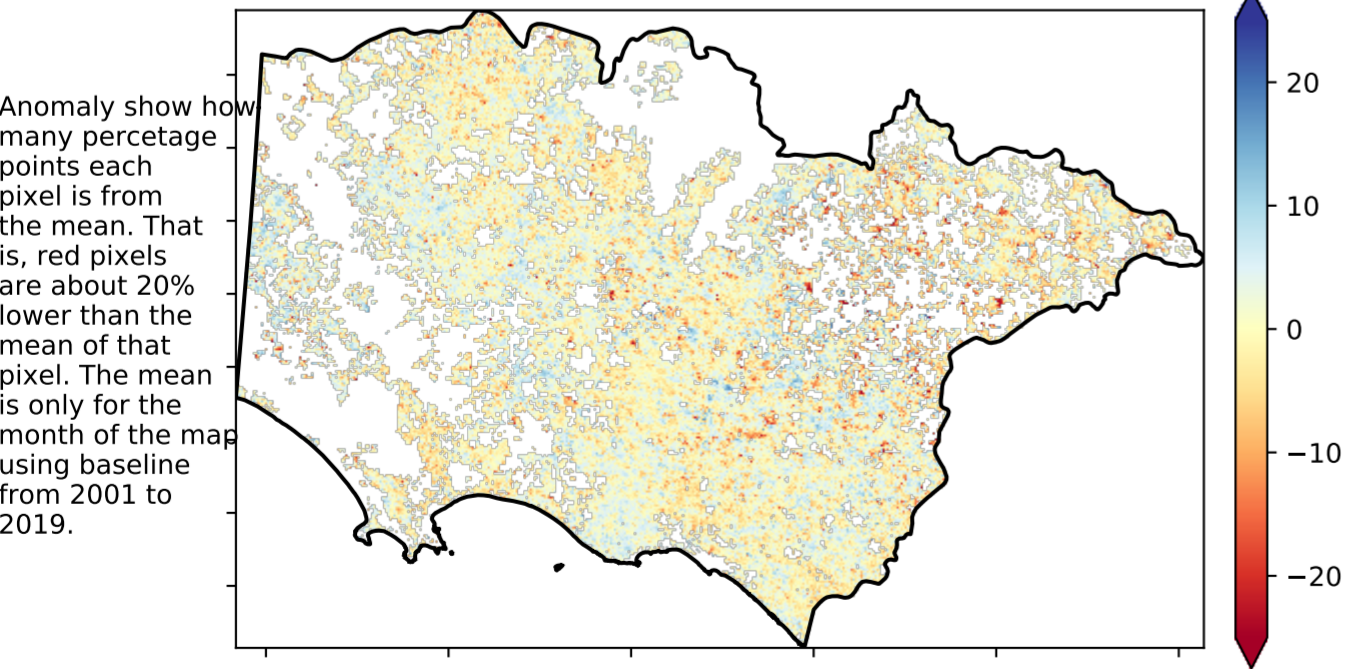 Anomaly show how
many percetage
points each
pixel is from
the mean. That
is, red pixels
are about 20%
lower than the
mean of that
pixel. The mean
is only for the
month of the map
using baseline
from 2001 to
2019.
20
10
0
−10
−20